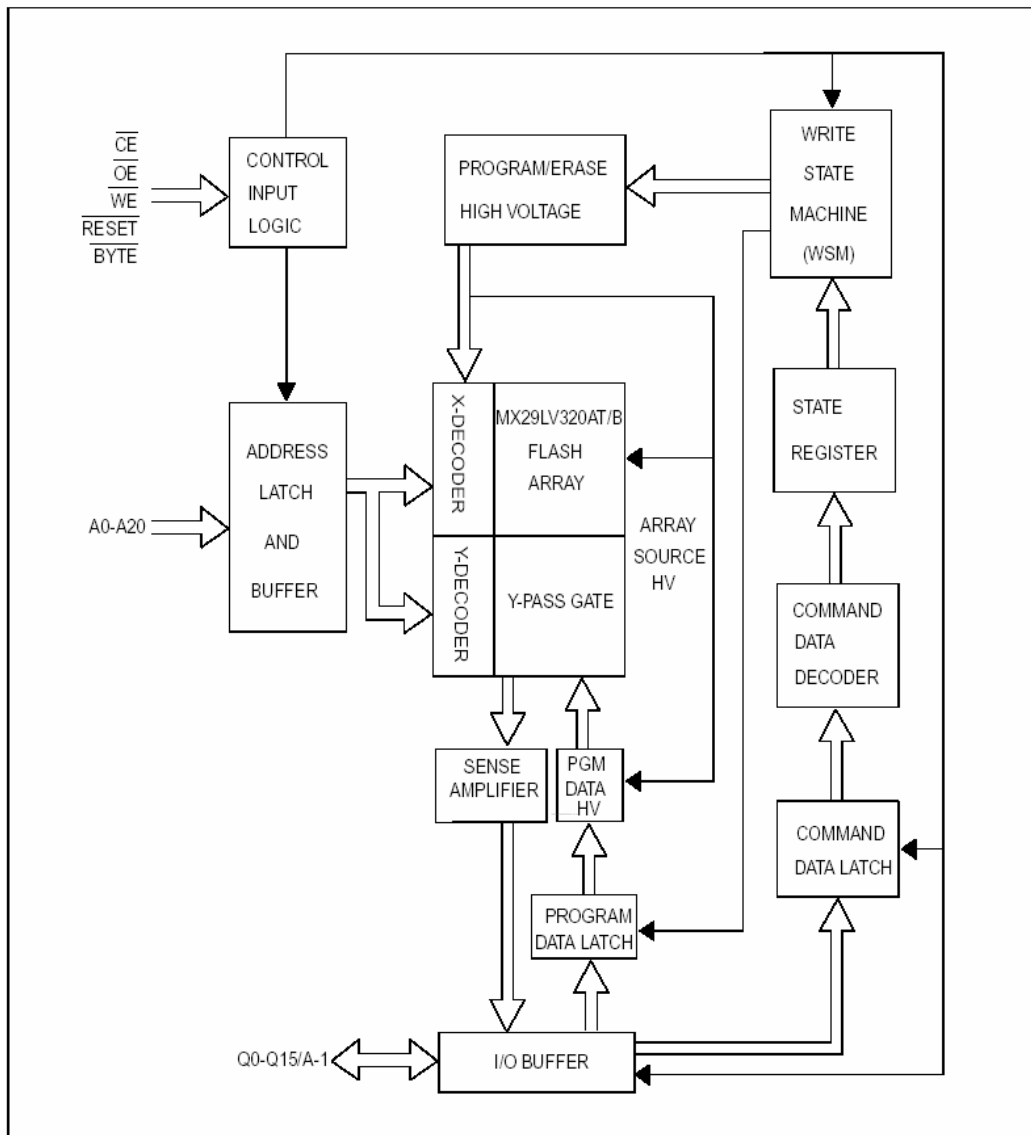 WRITE
STATE
MACHINE
(WSM)
CE
OE
WE
RESET
BYTE
CONTROL
INPUT
LOGIC
PROGRAM/ERASE
HIGH VOLTAGE
X-DECODER
MX29LV320AT/B
FLASH
ARRAY
STATE
REGISTER
ADDRESS
LATCH
AND
BUFFER
A0-A20
ARRAY
SOURCE
HV
Y-DECODER
Y-PASS GATE
COMMAND
DATA
DECODER
SENSE
AMPLIFIER
PGM
DATA
HV
COMMAND
DATA LATCH
PROGRAM
DATA LATCH
Q0-Q15/A-1
I/O BUFFER